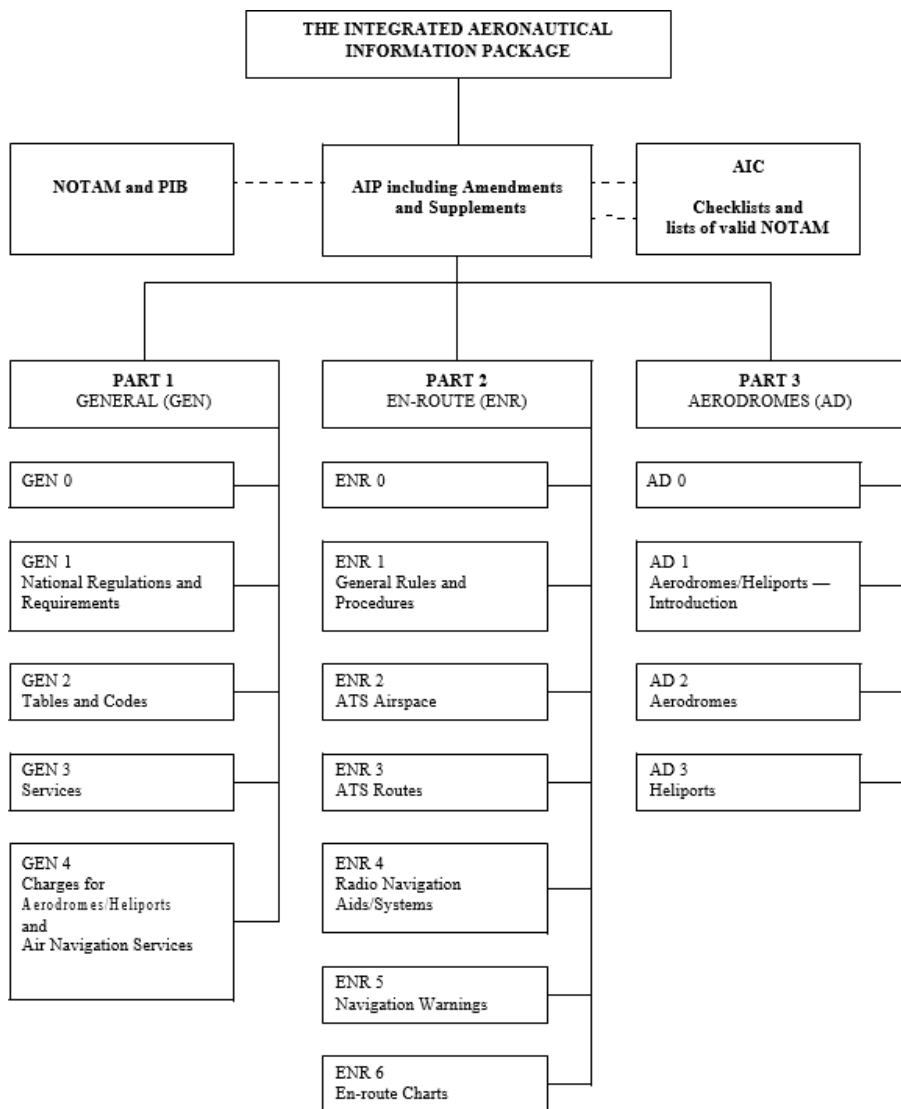 THE INTEGRATED AERONAUTICAL
INFORMATION PACKAGE
NOTAM and PIB
AIP including Amendments
and Supplements
AIC
Checklists and
lists of valid NOTAM
PART 1
GENERAL (GEN)
GEN 0
GEN 1
National Regulations and
Requirements
GEN 2
Tables and Codes
GEN 3
Services
GEN 4
Charges for
Aerodromes/Heliports
and
Air Navigation Services
PART 2
EN-ROUTE (ENR)
ENR 0
ENR 1
General Rules and
Procedures
ENR 2
ATS Airspace
ENR 3
ATS Routes
ENR 4
Radio Navigation
Aids/Systems
ENR 5
Navigation Warnings
ENR 6
En-route Charts
PART 3
AERODROMES (AD)
AD 0
AD 1
Aerodromes/Heliports —
Introduction
AD 2
Aerodromes
AD 3
Heliports